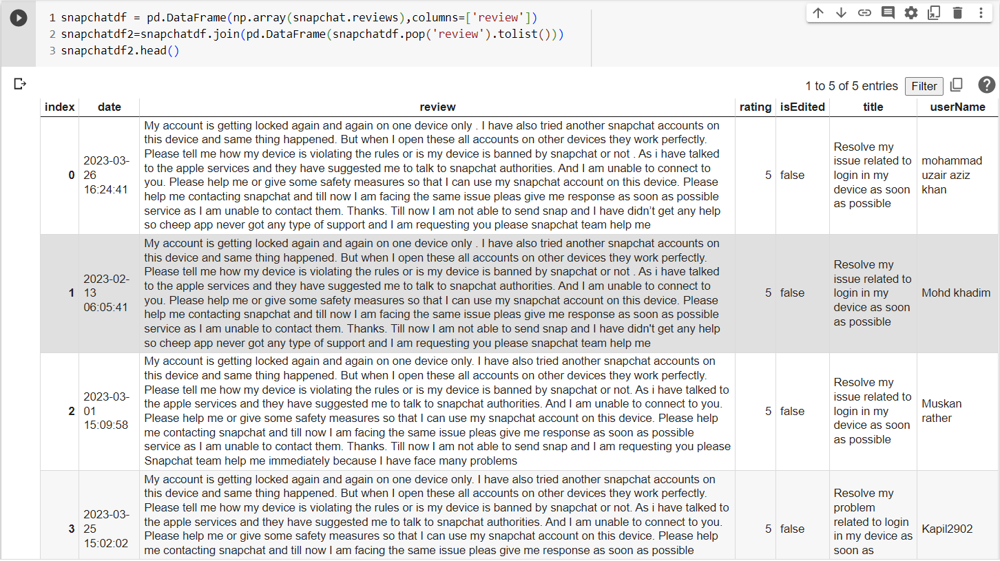 1 snapchatdf = pd.DataFrame(np.array(snapchat.reviews),columns=['review'])
2 snapchatdf2=snapchatdf.join(pd.DataFrame(snapchatdf.pop('review').tolist()))
3 snapchatdf2.head()
1 to 5 of 5 entries Filter
index date review rating isEdited title userName
0
2023-03-
26
16:24:41
My account is getting locked again and again on one device only . I have also tried another snapchat accounts on
this device and same thing happened. But when I open these all accounts on other devices they work perfectly.
Please tell me how my device is violating the rules or is my device is banned by snapchat or not . As i have talked
to the apple services and they have suggested me to talk to snapchat authorities. And I am unable to connect to
you. Please help me or give some safety measures so that I can use my snapchat account on this device. Please
help me contacting snapchat and till now I am facing the same issue pleas give me response as soon as possible
service as I am unable to contact them. Thanks. Till now I am not able to send snap and I have didn’t get any help
so cheep app never got any type of support and I am requesting you please snapchat team help me
5
false
Resolve my
issue related to
login in my
device as soon
as possible
mohammad
uzair aziz
khan
1
2023-02-
13
06:05:41
My account is getting locked again and again on one device only . I have also tried another snapchat accounts on
this device and same thing happened. But when I open these all accounts on other devices they work perfectly.
Please tell me how my device is violating the rules or is my device is banned by snapchat or not . As i have talked
to the apple services and they have suggested me to talk to snapchat authorities. And I am unable to connect to
you. Please help me or give some safety measures so that I can use my snapchat account on this device. Please
help me contacting snapchat and till now I am facing the same issue pleas give me response as soon as possible
service as I am unable to contact them. Thanks. Till now I am not able to send snap and I have didn't get any help
so cheep app never got any type of support and I am requesting you please snapchat team help me
5
false
Resolve my
issue related to
login in my
device as soon
as possible
Mohd khadim
2
2023-03-
01
15:09:58
My account is getting locked again and again on one device only. I have also tried another snapchat accounts on
this device and same thing happened. But when I open these all accounts on other devices they work perfectly.
Please tell me how my device is violating the rules or is my device is banned by snapchat or not. As i have talked to
the apple services and they have suggested me to talk to snapchat authorities. And I am unable to connect to you.
Please help me or give some safety measures so that I can use my snapchat account on this device. Please help
me contacting snapchat and till now I am facing the same issue pleas give me response as soon as possible
service as I am unable to contact them. Thanks. Till now I am not able to send snap and I am requesting you please
Snapchat team help me immediately because I have face many problems
5
false
Resolve my
issue related to
login in my
device as soon
as possible
Muskan
rather
3
2023-03-
25
15:02:02
My account is getting locked again and again on one device only. I have also tried another snapchat accounts on
this device and same thing happened. But when I open these all accounts on other devices they work perfectly.
Please tell me how my device is violating the rules or is my device is banned by snapchat or not. As i have talked to
the apple services and they have suggested me to talk to snapchat authorities. And I am unable to connect to you.
Please help me or give some safety measures so that I can use my snapchat account on this device. Please help
me contacting snapchat and till now I am facing the same issue pleas give me response as soon as possible
5
false
Resolve my
problem
related to login
in my device as
soon as
Kapil2902